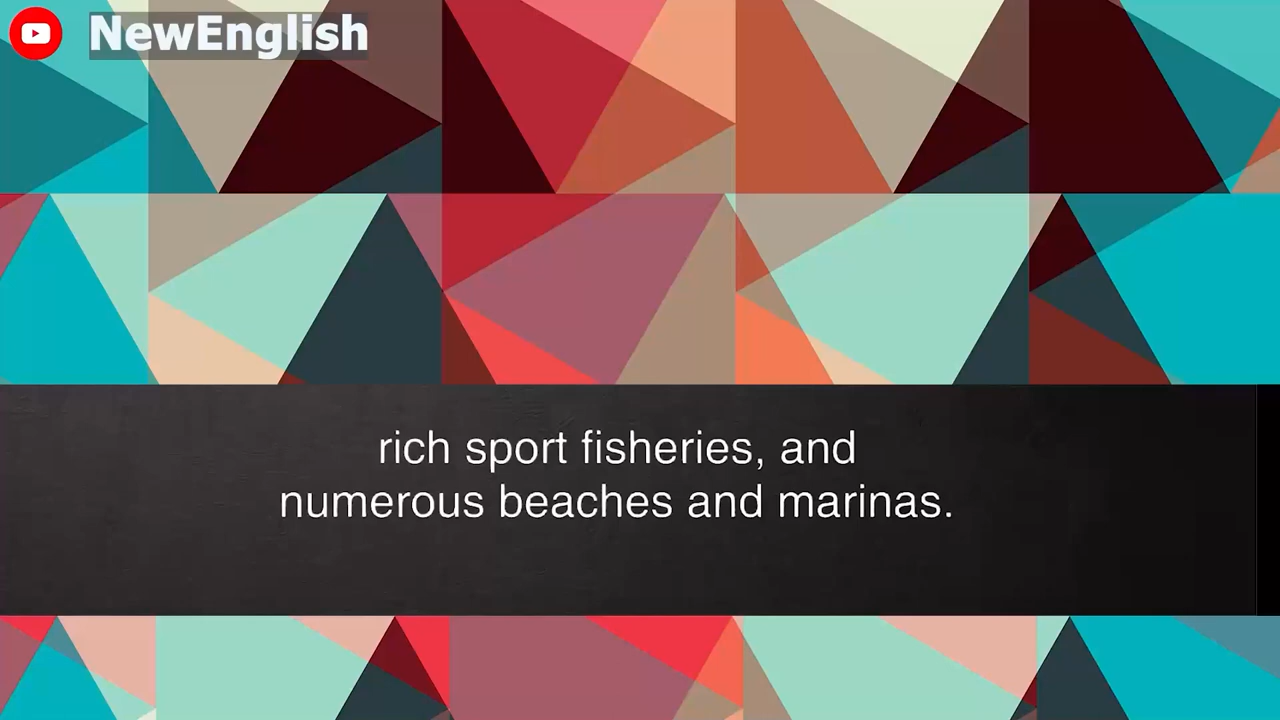 NewEnglish
rich sport fisheries, and
numerous beaches and marinas.